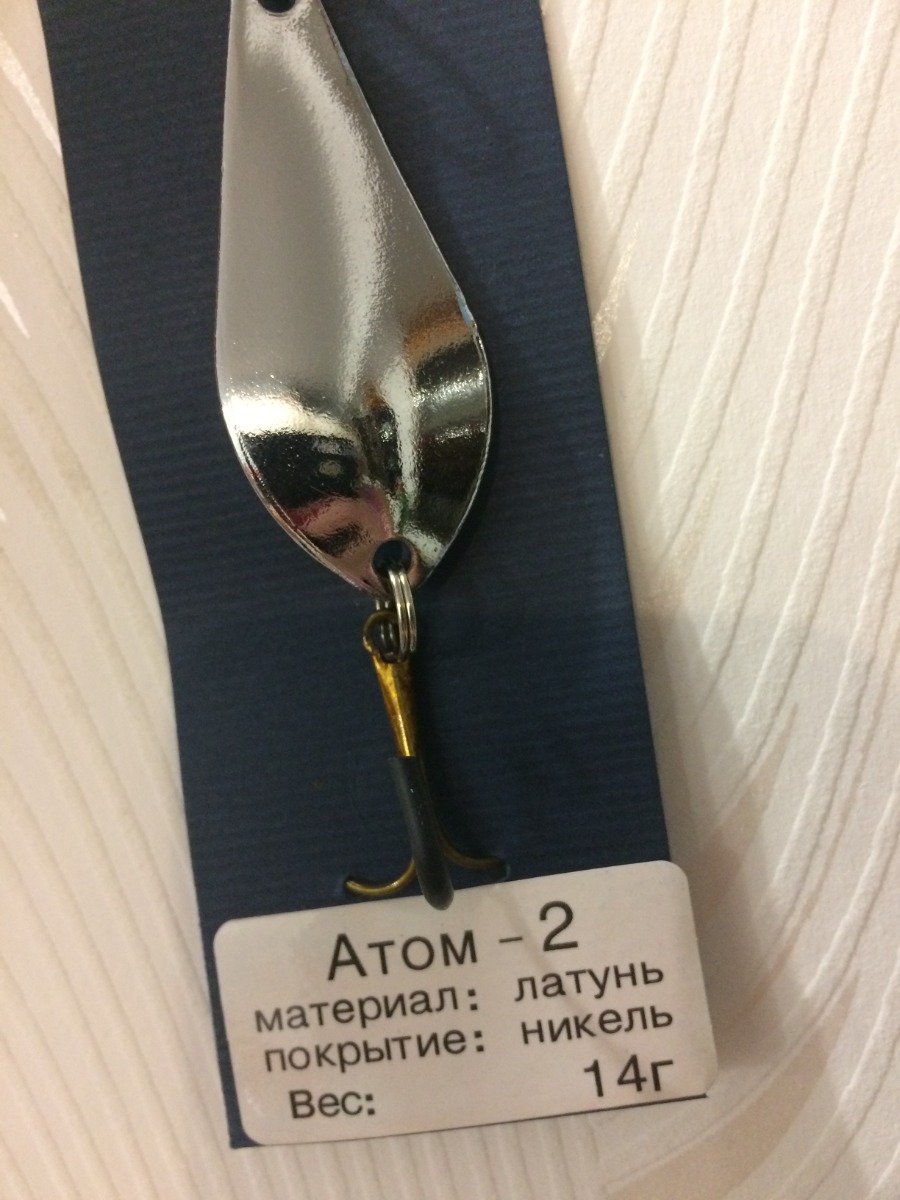 Атом - 2
материал: латунь
покрытие: никель
Вес: 14г